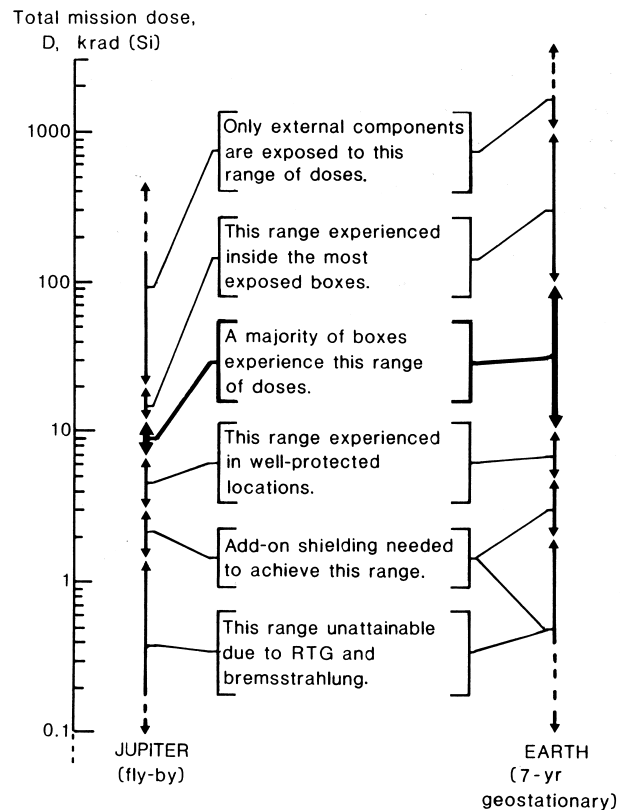 Total mission dose,
D, krad (Si)
1000
100
10
1
0.1
Only external components
are exposed to this
range of doses.
This range experienced
inside the most
exposed boxes.
A majority of boxes
experience this range
of doses.
This range experienced
in well-protected
locations.
Add-on shielding needed
to achieve this range.
This range unattainable
due to RTG and
bremsstrahlung.
JUPITER
(fly-by)
EARTH
(7-yr
geostationary)